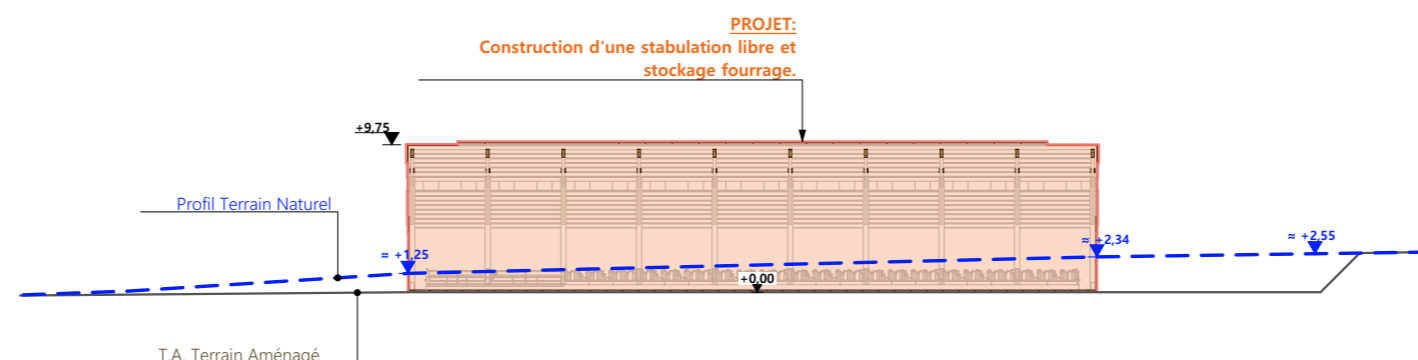 PROJET:
Construction d'une stabulation libre et
stockage fourrage.
+9,75
Profil Terrain Naturel
≈ +1,25
≈ +2,34
≈ +2,55
+0,00
T.A. Terrain Aménagé